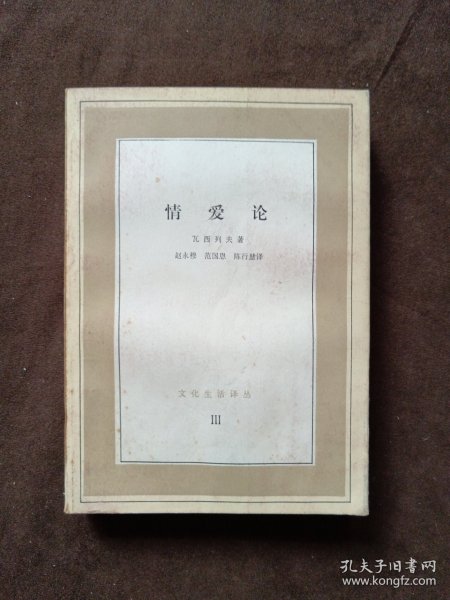 情爱论
瓦西列夫著
赵永穆 范国恩 陈行慧译
文化生活译丛
III
孔夫子旧书网
www.kongfz.com